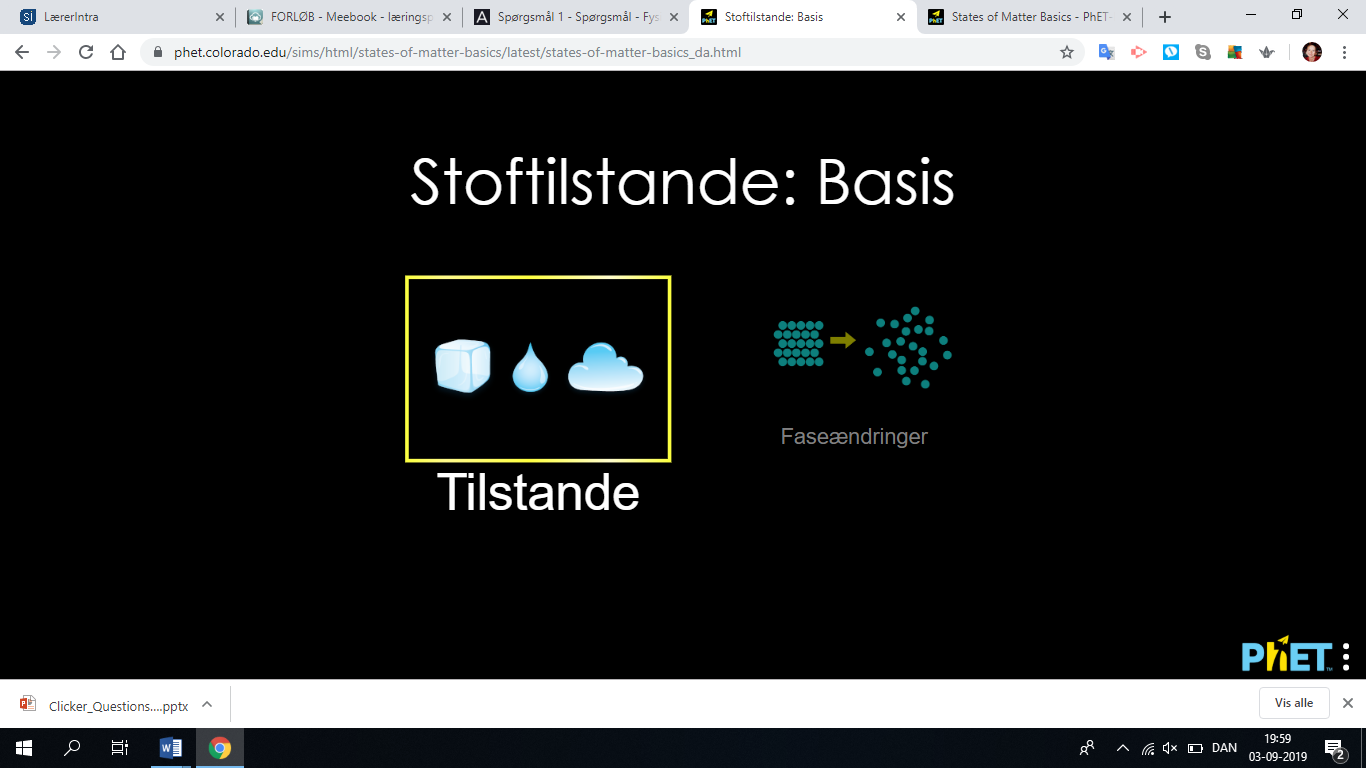 LærerIntra
FORLØB - Meebook - læringsp
Spørgsmål 1 - Spørgsmål - Fys
Stoftilstande: Basis
States of Matter Basics - PhET-
phet.colorado.edu/sims/html/states-of-matter-basics/latest/states-of-matter-basics_da.html
Stoftilstande: Basis
Faseændringer
Tilstande
PhET
Clicker_Questions....pptx
Vis alle
19:59
DAN
03-09-2019
2